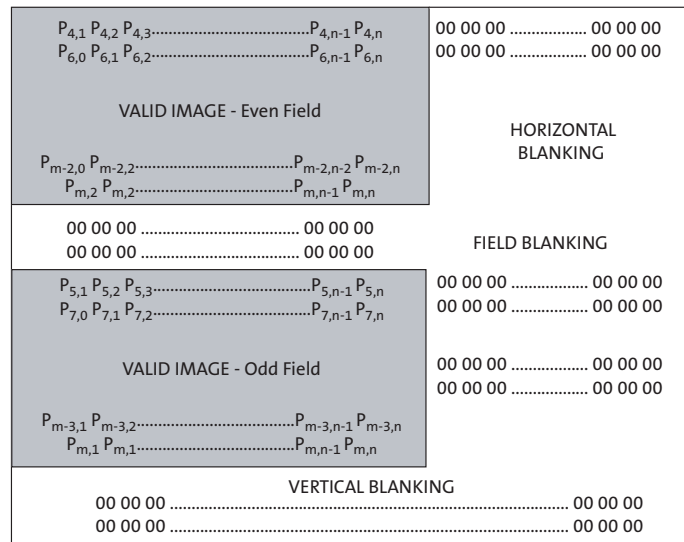 P4,1 P4,2 P4,3.......................................P4,n-1 P4,n 00 00 00 .................. 00 00 00
P6,0 P6,1 P6,2.......................................P6,n-1 P6,n 00 00 00 .................. 00 00 00
VALID IMAGE - Even Field
HORIZONTAL
BLANKING
Pm-2,0 Pm-2,2.......................................Pm-2,n-2 Pm-2,n
Pm,2 Pm,2.......................................Pm,n-1 Pm,n
00 00 00 ...................................... 00 00 00
00 00 00 ...................................... 00 00 00
FIELD BLANKING
P5,1 P5,2 P5,3.......................................P5,n-1 P5,n 00 00 00 .................. 00 00 00
P7,0 P7,1 P7,2.......................................P7,n-1 P7,n 00 00 00 .................. 00 00 00
VALID IMAGE - Odd Field
00 00 00 .................. 00 00 00
00 00 00 .................. 00 00 00
Pm-3,1 Pm-3,2.......................................Pm-3,n-1 Pm-3,n
Pm,1 Pm,1.......................................Pm,n-1 Pm,n
VERTICAL BLANKING
00 00 00 ................................................................................................ 00 00 00
00 00 00 ................................................................................................ 00 00 00